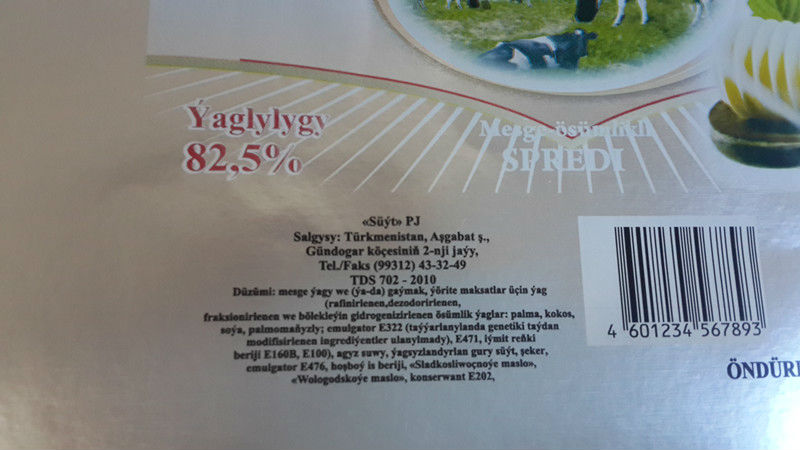 Ýaglylygy
82,5%
Mesge ösümlikli
SPREDI
«Süýt» PJ
Salgysy: Türkmenistan, Aşgabat ş.,
Gündogar köçesiniň 2-nji jaýy,
Tel./Faks (99312) 43-32-49
TDS 702 - 2010
Düzümi: mesge ýagy we (ýa-da) gaýmak, ýörite maksatlar üçin ýag
(rafinirlenen,dezodorirlenen,
fraksionirlenen we bölekleýin gidrogenizirlenen ösümlik ýaglar: palma, kokos,
soýa, palmomaňyzly; emulgator E322 (taýýarlanylanda genetiki taýdan
modifisirlenen ingrediýentler ulanylmady), E471, iýmit reňki
beriji E160B, E100), agyz suwy, ýagsyzlandyrlan gury süýt, şeker,
emulgator E476, hoşboý is beriji, «Sladkosliwoçnoýe maslo»,
«Wologodskoýe maslo», konserwant E202,
4 601234 567893